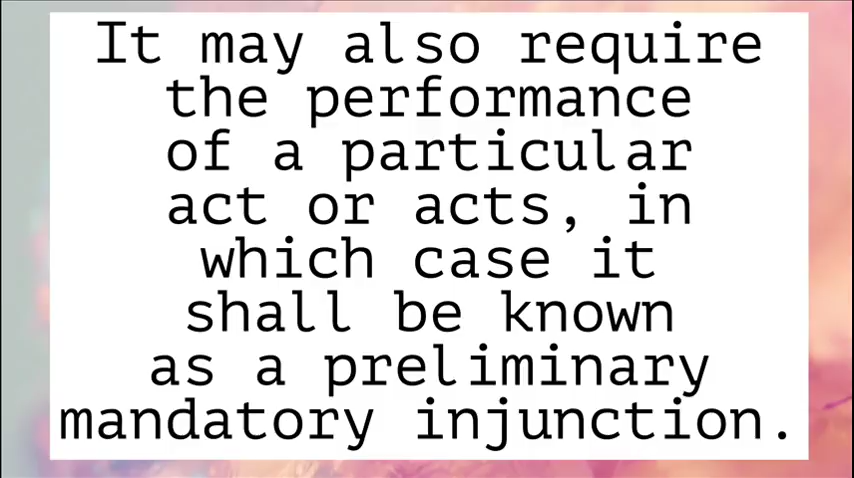 It may also require
the performance
of a particular
act or acts, in
which case it
shall be known
as a preliminary
mandatory injunction.